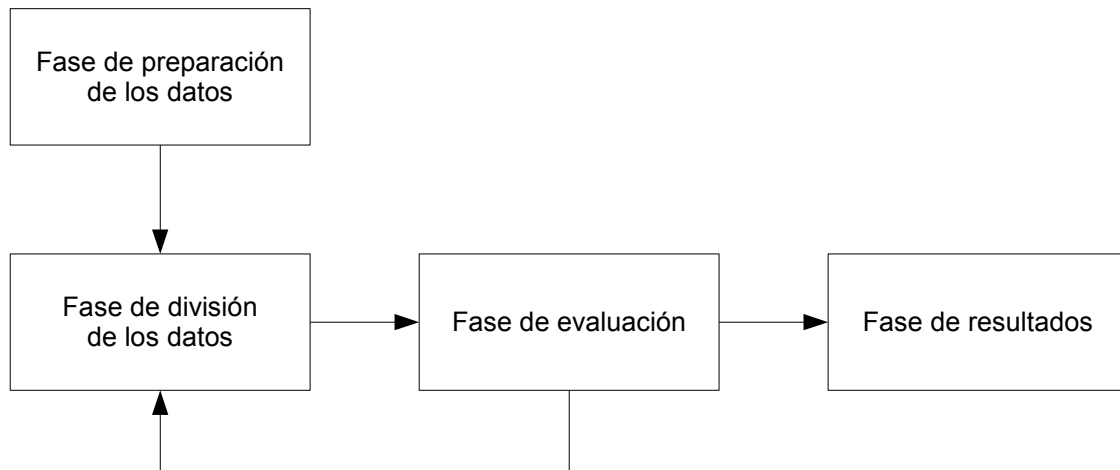 Fase de preparación
de los datos
Fase de división
de los datos
Fase de evaluación
Fase de resultados